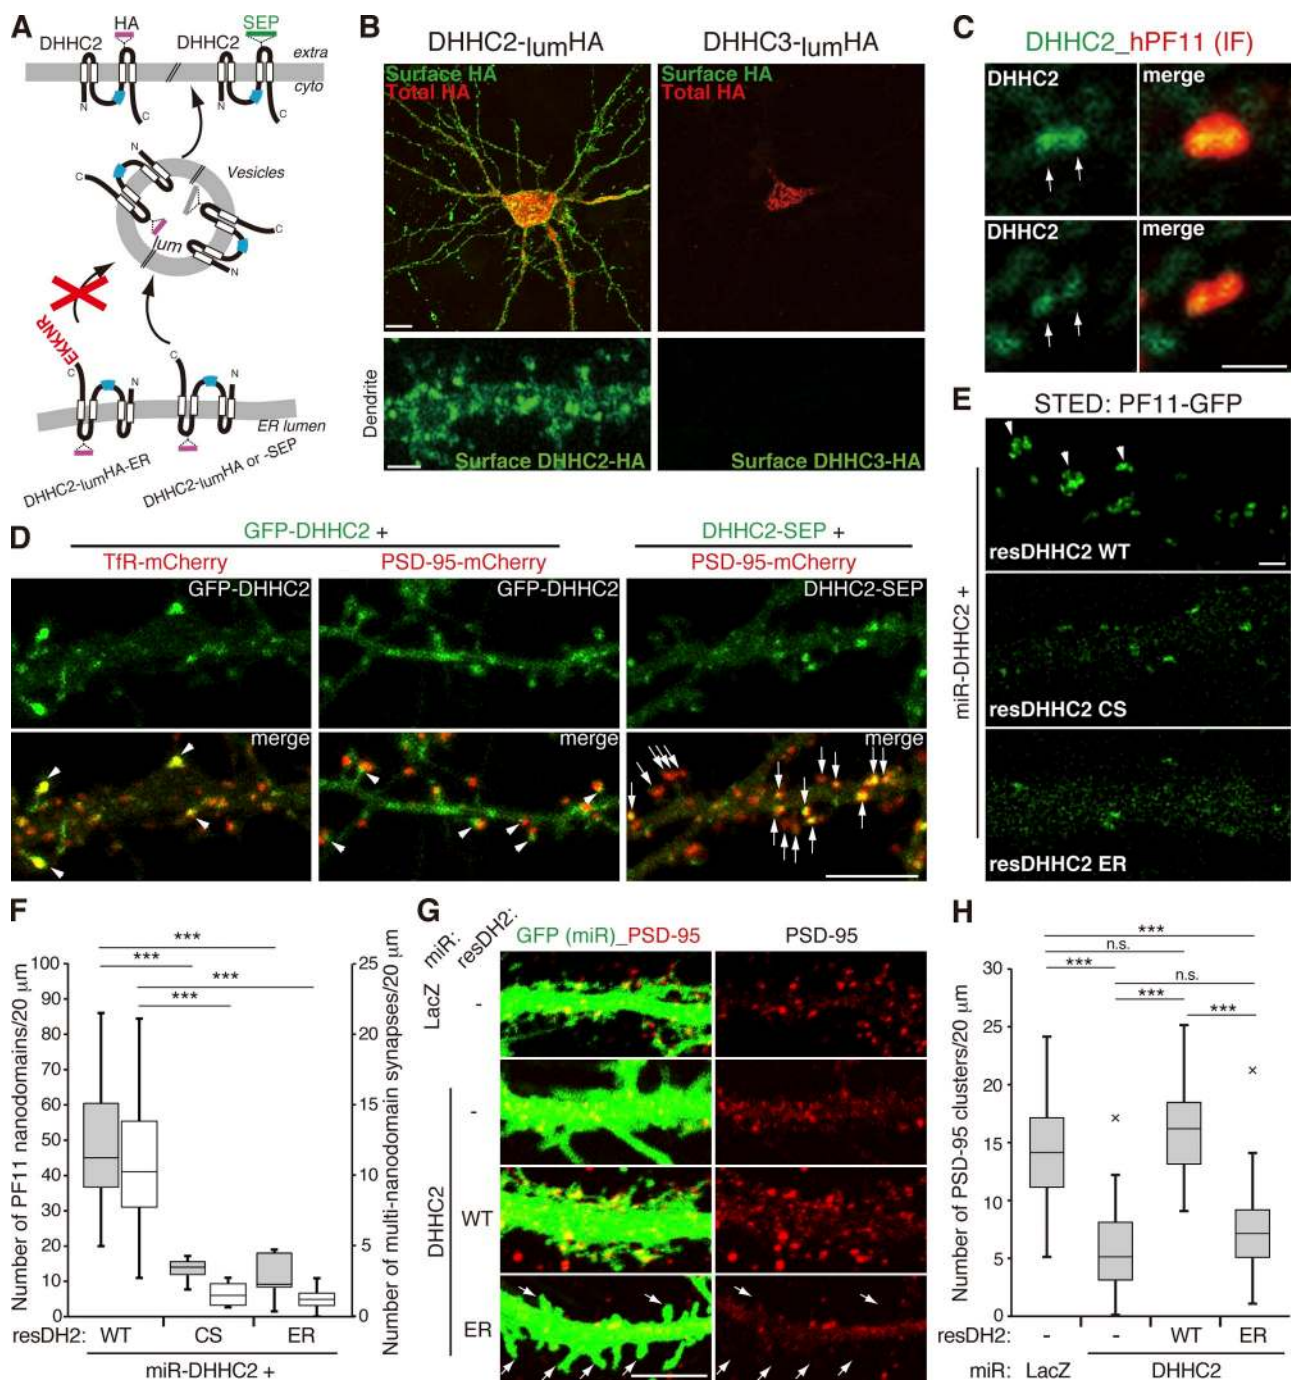 A
HA
SEP
DHHC2
DHHC2
extra
cyto
N
C
N
C
N
C
Vesicles
C
N
lum
EKKNR
C
N
C
N
ER lumen
DHHC2-lumHA-ER
DHHC2-lumHA or -SEP
B
DHHC2-lumHA
DHHC3-lumHA
Surface HA
Total HA
Surface HA
Total HA
Dendrite
Surface DHHC2-HA
Surface DHHC3-HA
C
DHHC2_hPF11 (IF)
DHHC2
merge
DHHC2
merge
D
GFP-DHHC2 +
DHHC2-SEP +
TfR-mCherry
PSD-95-mCherry
PSD-95-mCherry
GFP-DHHC2
GFP-DHHC2
DHHC2-SEP
merge
merge
merge
E
STED: PF11-GFP
miR-DHHC2 +
resDHHC2 WT
resDHHC2 CS
resDHHC2 ER
F
***
***
***
***
Number of PF11 nanodomains/20 μm
100
90
80
70
60
50
40
30
20
10
0
25
20
15
10
5
0
Number of multi-nanodomain synapses/20 μm
resDH2: WT CS ER
miR-DHHC2 +
G
miR:
resDH2:
GFP (miR)_PSD-95
PSD-95
LacZ
-
DHHC2
-
WT
ER
H
***
n.s.
***
n.s.
***
***
Number of PSD-95 clusters/20 μm
30
25
20
15
10
5
0
×
×
resDH2: - - WT ER
miR: LacZ DHHC2